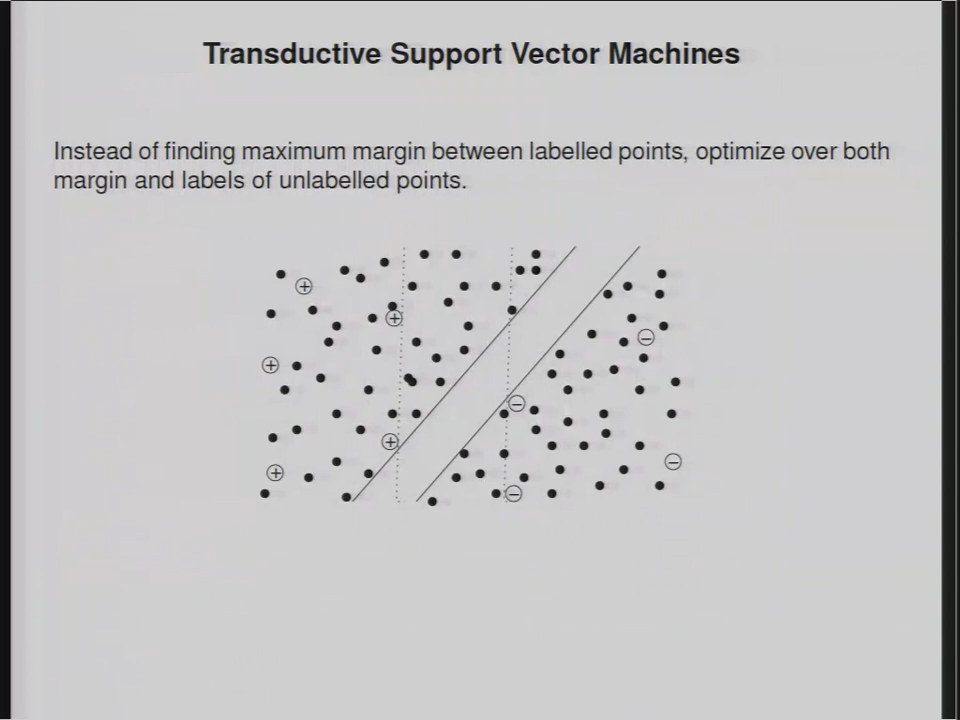 Transductive Support Vector Machines
Instead of finding maximum margin between labelled points, optimize over both
margin and labels of unlabelled points.